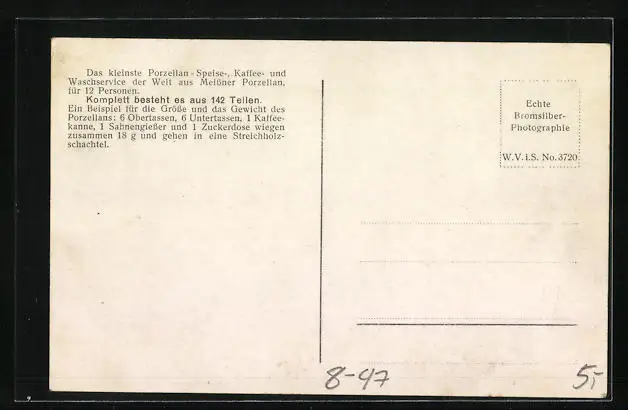 Das kleinste Porzellan-Speise-, Kaffee- und
Waschservice der Welt aus Meißner Porzellan,
für 12 Personen.
Komplett besteht es aus 142 Teilen.
Ein Beispiel für die Größe und das Gewicht des
Porzellans: 6 Obertassen, 6 Untertassen, 1 Kaffee-
kanne, 1 Sahnengießer und 1 Zuckerdose wiegen
zusammen 18 g und gehen in eine Streichholz-
schachtel.
Echte
Bromsilber-
Photographie
W.V.i.S. No. 3720
8-47
5,-